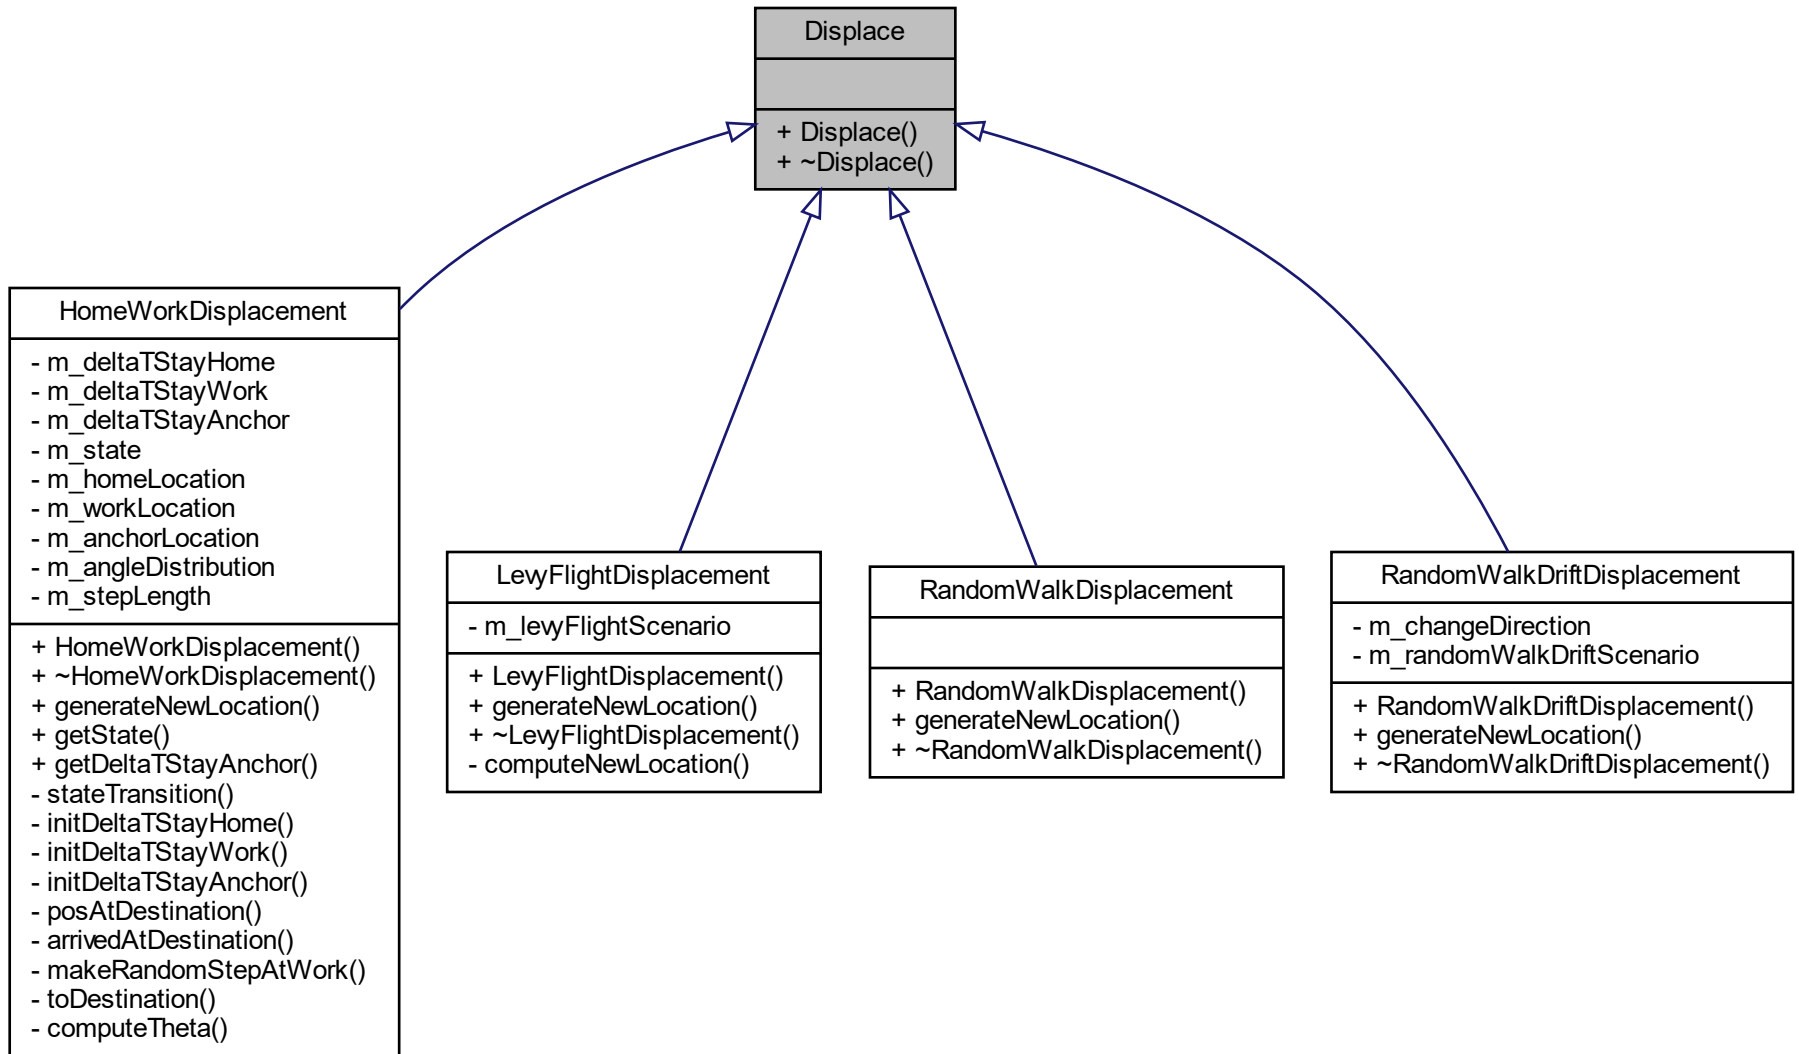 Displace
+ Displace()
+ ~Displace()
HomeWorkDisplacement
- m_deltaTStayHome
- m_deltaTStayWork
- m_deltaTStayAnchor
- m_state
- m_homeLocation
- m_workLocation
- m_anchorLocation
- m_angleDistribution
- m_stepLength
+ HomeWorkDisplacement()
+ ~HomeWorkDisplacement()
+ generateNewLocation()
+ getState()
+ getDeltaTStayAnchor()
- stateTransition()
- initDeltaTStayHome()
- initDeltaTStayWork()
- initDeltaTStayAnchor()
- posAtDestination()
- arrivedAtDestination()
- makeRandomStepAtWork()
- toDestination()
- computeTheta()
LevyFlightDisplacement
- m_levyFlightScenario
+ LevyFlightDisplacement()
+ generateNewLocation()
+ ~LevyFlightDisplacement()
- computeNewLocation()
RandomWalkDisplacement
+ RandomWalkDisplacement()
+ generateNewLocation()
+ ~RandomWalkDisplacement()
RandomWalkDriftDisplacement
- m_changeDirection
- m_randomWalkDriftScenario
+ RandomWalkDriftDisplacement()
+ generateNewLocation()
+ ~RandomWalkDriftDisplacement()